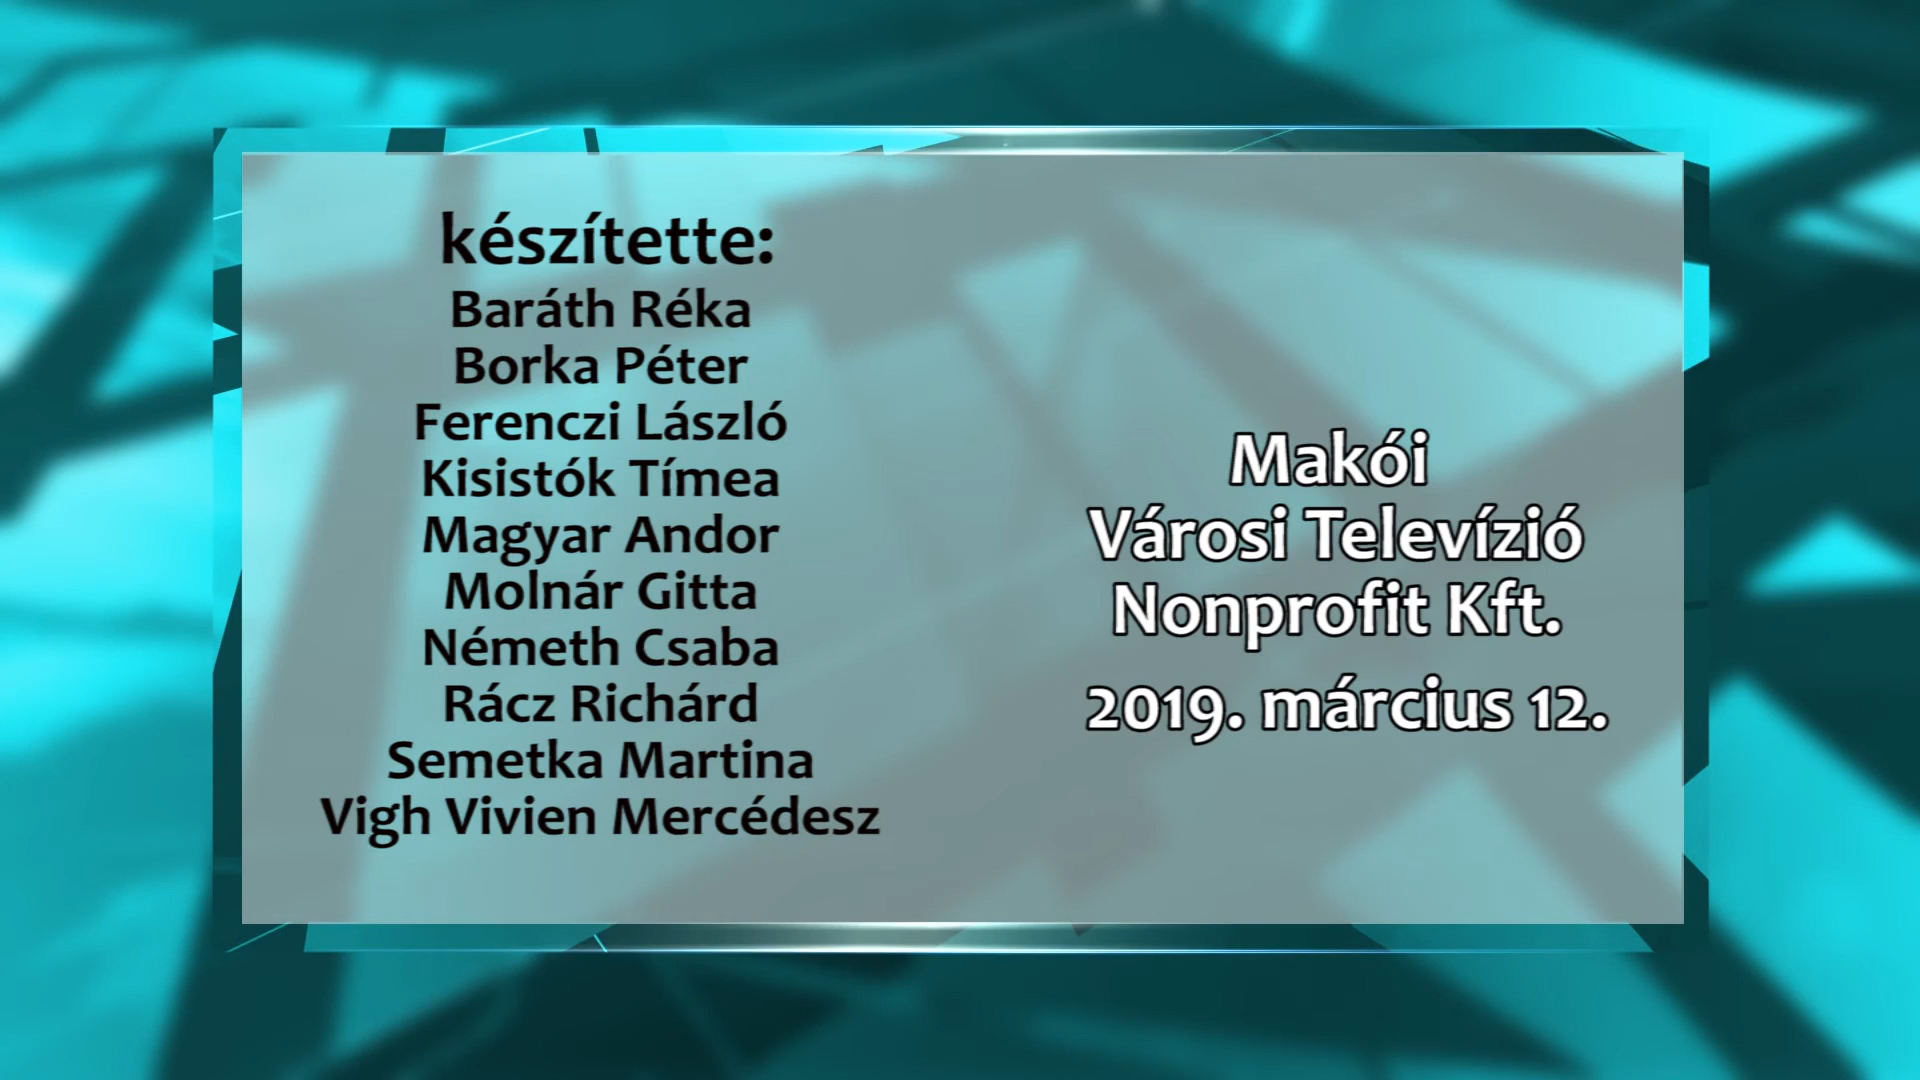 készítette:
Baráth Réka
Borka Péter
Ferenczi László
Kisistók Tímea
Magyar Andor
Molnár Gitta
Németh Csaba
Rácz Richárd
Semetka Martina
Vigh Vivien Mercédesz
Makói
Városi Televízió
Nonprofit Kft.
2019. március 12.